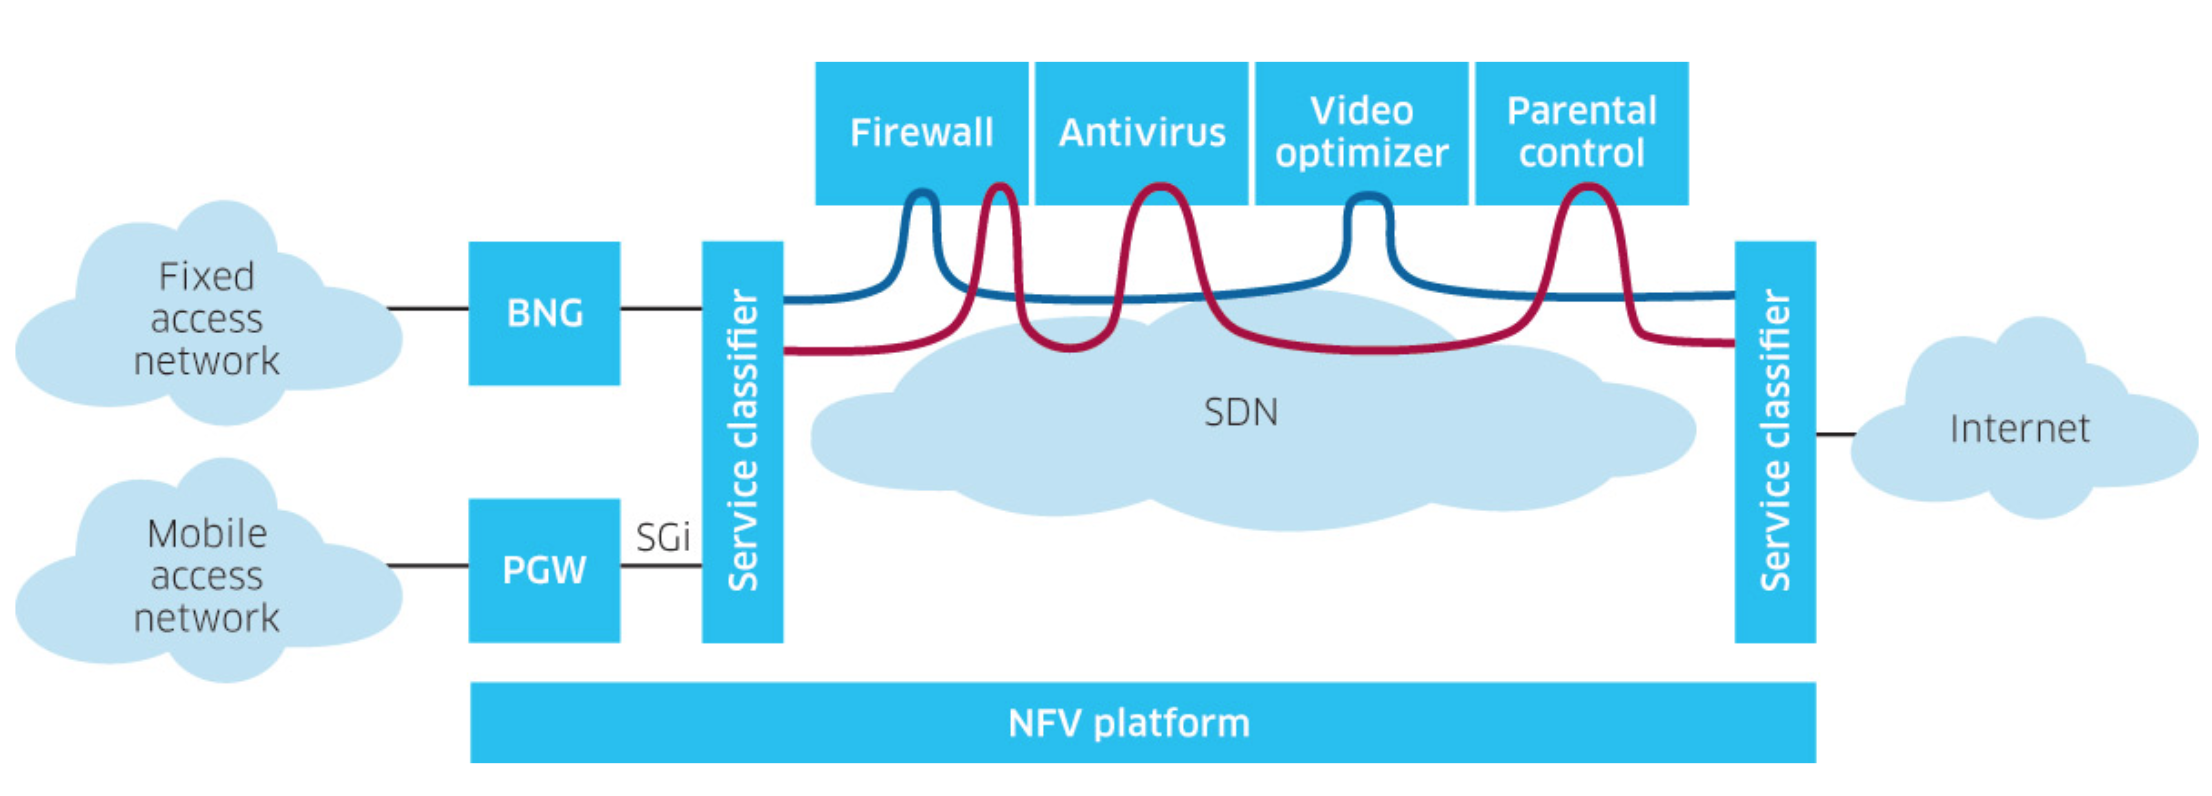 Fixed
access
network
Mobile
access
network
BNG
PGW
SGi
Service classifier
Firewall
Antivirus
Video
optimizer
Parental
control
SDN
Service classifier
Internet
NFV platform